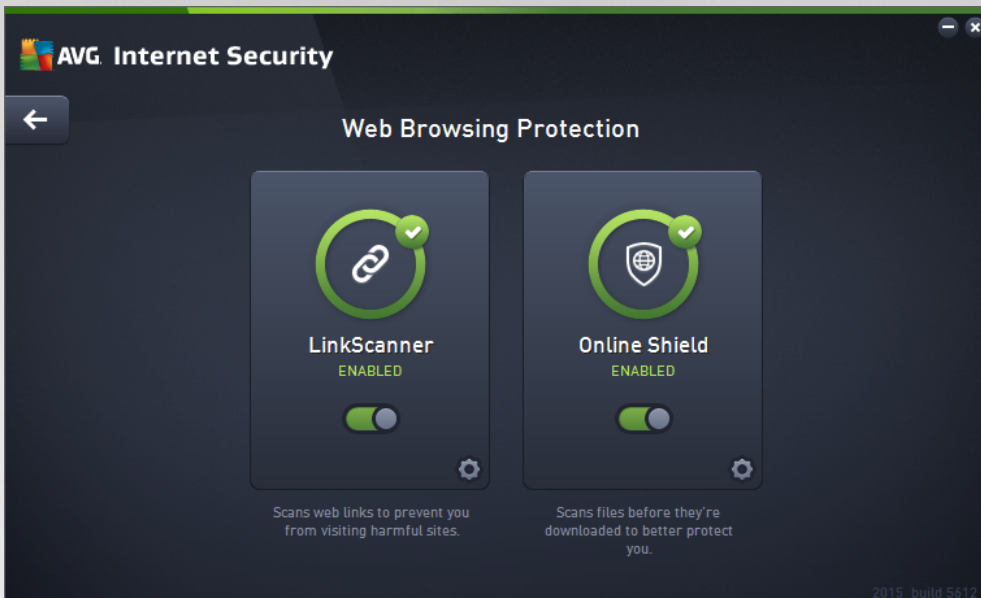 AVG. Internet Security
Web Browsing Protection
LinkScanner
ENABLED
Scans web links to prevent you
from visiting harmful sites.
Online Shield
ENABLED
Scans files before they're
downloaded to better protect
you.
2015 build 5612